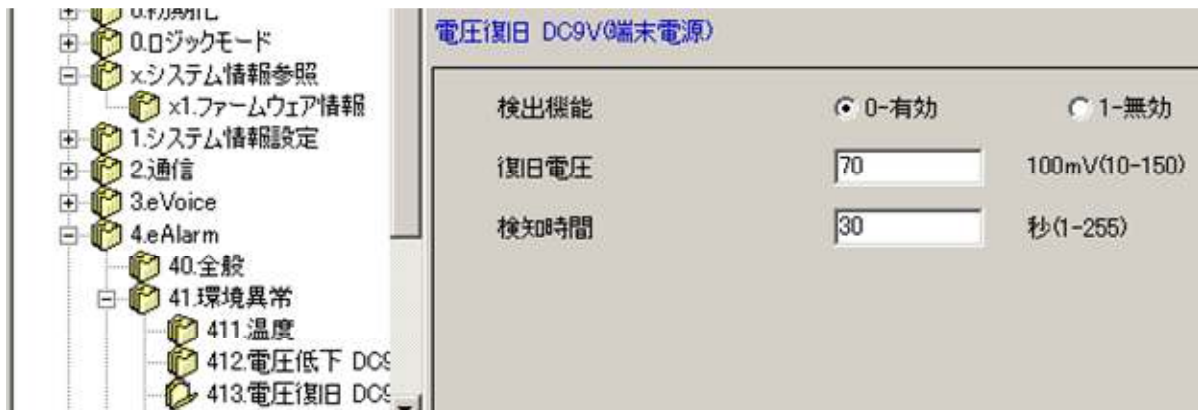 0.初期化
0.ロジックモード
x.システム情報参照
x1.ファームウェア情報
1.システム情報設定
2.通信
3.eVoice
4.eAlarm
40.全般
41.環境異常
411.温度
412.電圧低下 DC9
413.電圧復旧 DC9
電圧復旧 DC9V(端末電源)
検出機能 0-有効 1-無効
復旧電圧 70 100mV(10-150)
検知時間 30 秒(1-255)